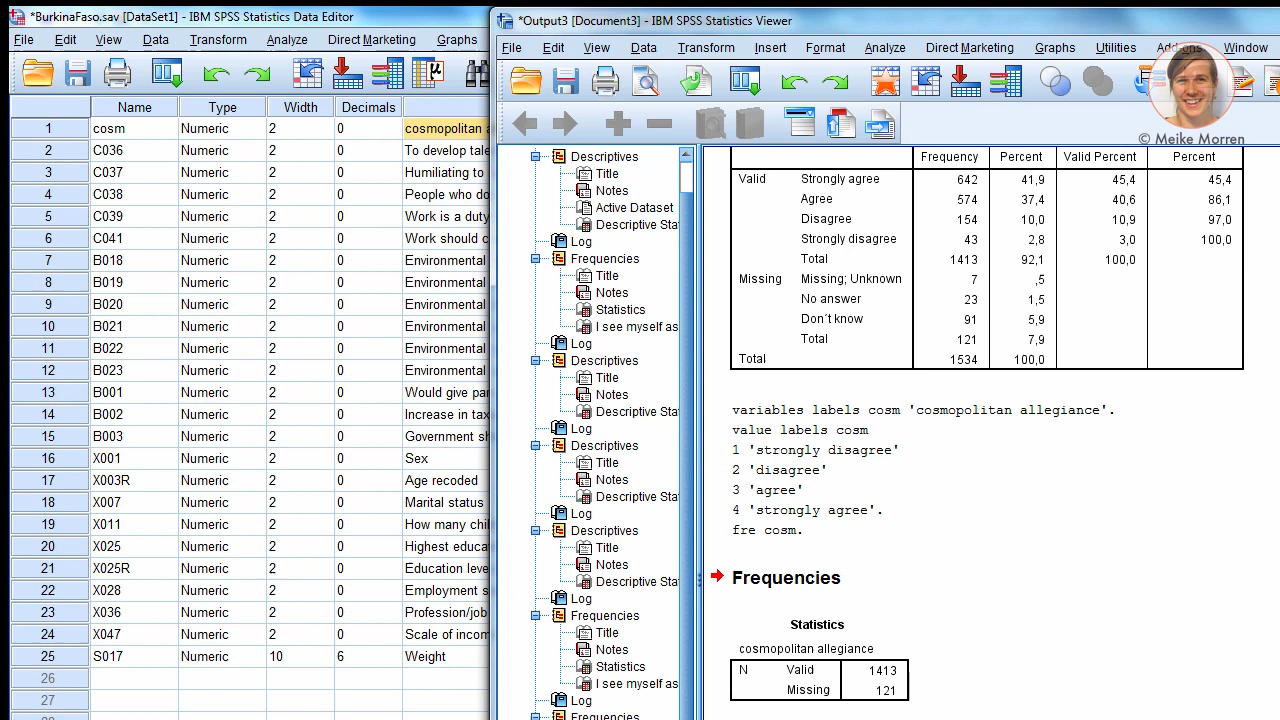 *BurkinaFaso.sav [DataSet1] - IBM SPSS Statistics Data Editor
File Edit View Data Transform Analyze Direct Marketing Graphs
Name Type Width Decimals
1 cosm Numeric 2 0 cosmopolitan a
2 C036 Numeric 2 0 To develop tale
3 C037 Numeric 2 0 Humiliating to
4 C038 Numeric 2 0 People who do
5 C039 Numeric 2 0 Work is a duty
6 C041 Numeric 2 0 Work should c
7 B018 Numeric 2 0 Environmental
8 B019 Numeric 2 0 Environmental
9 B020 Numeric 2 0 Environmental
10 B021 Numeric 2 0 Environmental
11 B022 Numeric 2 0 Environmental
12 B023 Numeric 2 0 Environmental
13 B001 Numeric 2 0 Would give par
14 B002 Numeric 2 0 Increase in tax
15 B003 Numeric 2 0 Government sh
16 X001 Numeric 2 0 Sex
17 X003R Numeric 2 0 Age recoded
18 X007 Numeric 2 0 Marital status
19 X011 Numeric 2 0 How many chil
20 X025 Numeric 2 0 Highest educa
21 X025R Numeric 2 0 Education leve
22 X028 Numeric 2 0 Employment s
23 X036 Numeric 2 0 Profession/job
24 X047 Numeric 2 0 Scale of incom
25 S017 Numeric 10 6 Weight
26
27
*Output3 [Document3] - IBM SPSS Statistics Viewer
File Edit View Data Transform Insert Format Analyze Direct Marketing Graphs Utilities Add-ons Window
© Meike Morren
Descriptives
Title
Notes
Active Dataset
Descriptive Sta
Log
Frequencies
Title
Notes
Statistics
I see myself as
Log
Descriptives
Title
Notes
Descriptive Sta
Log
Descriptives
Title
Notes
Descriptive Sta
Log
Descriptives
Title
Notes
Descriptive Sta
Log
Frequencies
Title
Notes
Statistics
I see myself as
Log
Frequencies
Frequency Percent Valid Percent Percent
Valid Strongly agree 642 41,9 45,4 45,4
Agree 574 37,4 40,6 86,1
Disagree 154 10,0 10,9 97,0
Strongly disagree 43 2,8 3,0 100,0
Total 1413 92,1 100,0
Missing Missing; Unknown 7 ,5
No answer 23 1,5
Don´t know 91 5,9
Total 121 7,9
Total 1534 100,0
variables labels cosm 'cosmopolitan allegiance'.
value labels cosm
1 'strongly disagree'
2 'disagree'
3 'agree'
4 'strongly agree'.
fre cosm.
Frequencies
Statistics
cosmopolitan allegiance
N Valid 1413
Missing 121